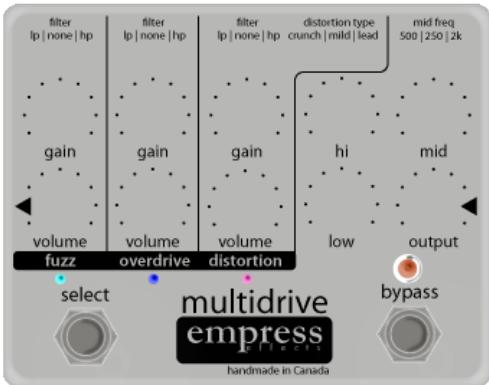 filter filter filter distortion type mid freq
lp | none | hp lp | none | hp lp | none | hp crunch | mild | lead 500 | 250 | 2k
gain gain gain hi mid
volume volume volume low output
fuzz overdrive distortion
select multidrive bypass
empress
effects
handmade in Canada